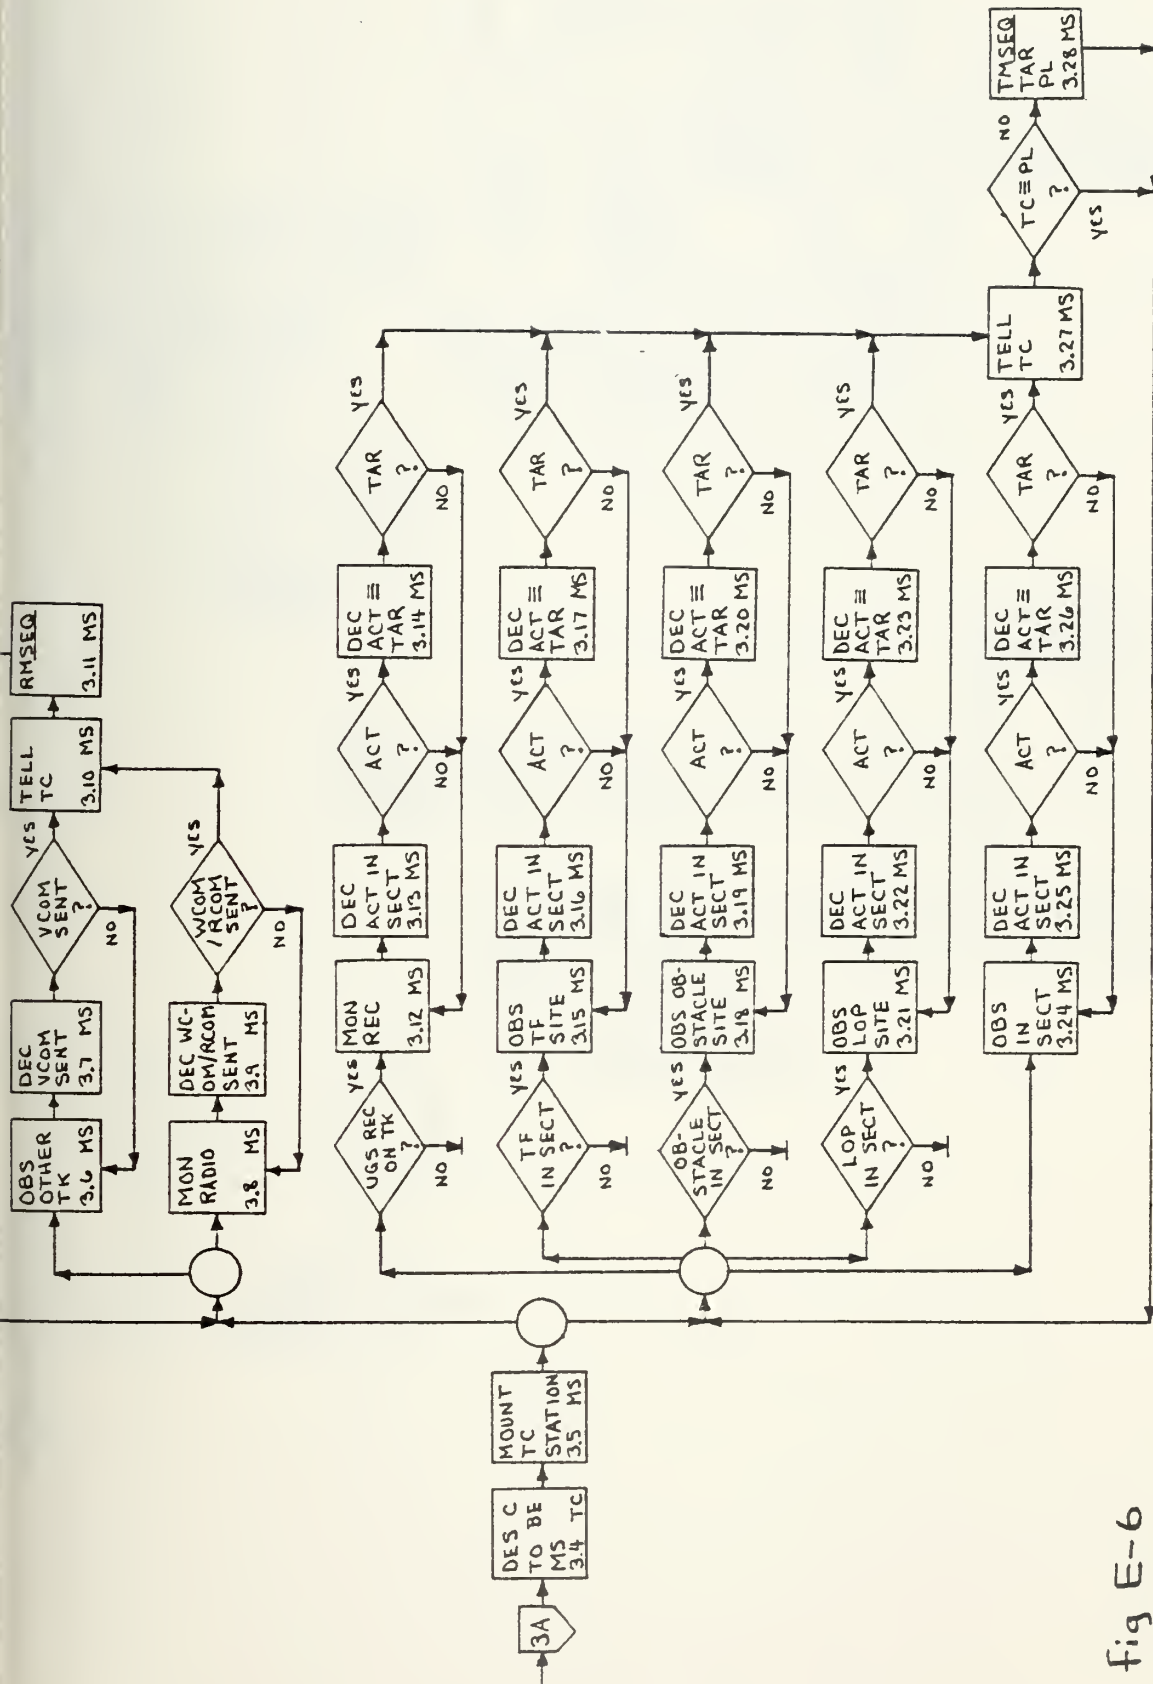 3A
DES C
TO BE
MS
3.4 TC
MOUNT
TC
STATION
3.5 MS
OBS
OTHER
TK
3.6 MS
DEC
VCOM
SENT
3.7 MS
VCOM
SENT
?
YES
NO
TELL
TC
3.10 MS
RMSEQ
3.11 MS
MON
RADIO
3.8 MS
DEC WC-
OM/RCOM
SENT
3.9 MS
WCOM
/RCOM
SENT
?
YES
NO
UGS REC
ON TK
?
YES
NO
MON
REC
3.12 MS
DEC
ACT IN
SECT
3.13 MS
ACT
?
YES
NO
DEC
ACT ≡
TAR
3.14 MS
TAR
?
YES
NO
TF
IN SECT
?
YES
NO
OBS
TF
SITE
3.15 MS
DEC
ACT IN
SECT
3.16 MS
ACT
?
YES
NO
DEC
ACT ≡
TAR
3.17 MS
TAR
?
YES
NO
OB-
STACLE
IN SECT
?
YES
NO
OBS OB-
STACLE
SITE
3.18 MS
DEC
ACT IN
SECT
3.19 MS
ACT
?
YES
NO
DEC
ACT ≡
TAR
3.20 MS
TAR
?
YES
NO
LOP
IN SECT
?
YES
NO
OBS
LOP
SITE
3.21 MS
DEC
ACT IN
SECT
3.22 MS
ACT
?
YES
NO
DEC
ACT ≡
TAR
3.23 MS
TAR
?
YES
NO
OBS
IN
SECT
3.24 MS
DEC
ACT IN
SECT
3.25 MS
ACT
?
YES
NO
DEC
ACT ≡
TAR
3.26 MS
TAR
?
YES
NO
TELL
TC
3.27 MS
TC≡PL
?
NO
YES
TMSEQ
TAR
PL
3.28 MS
Fig E-6